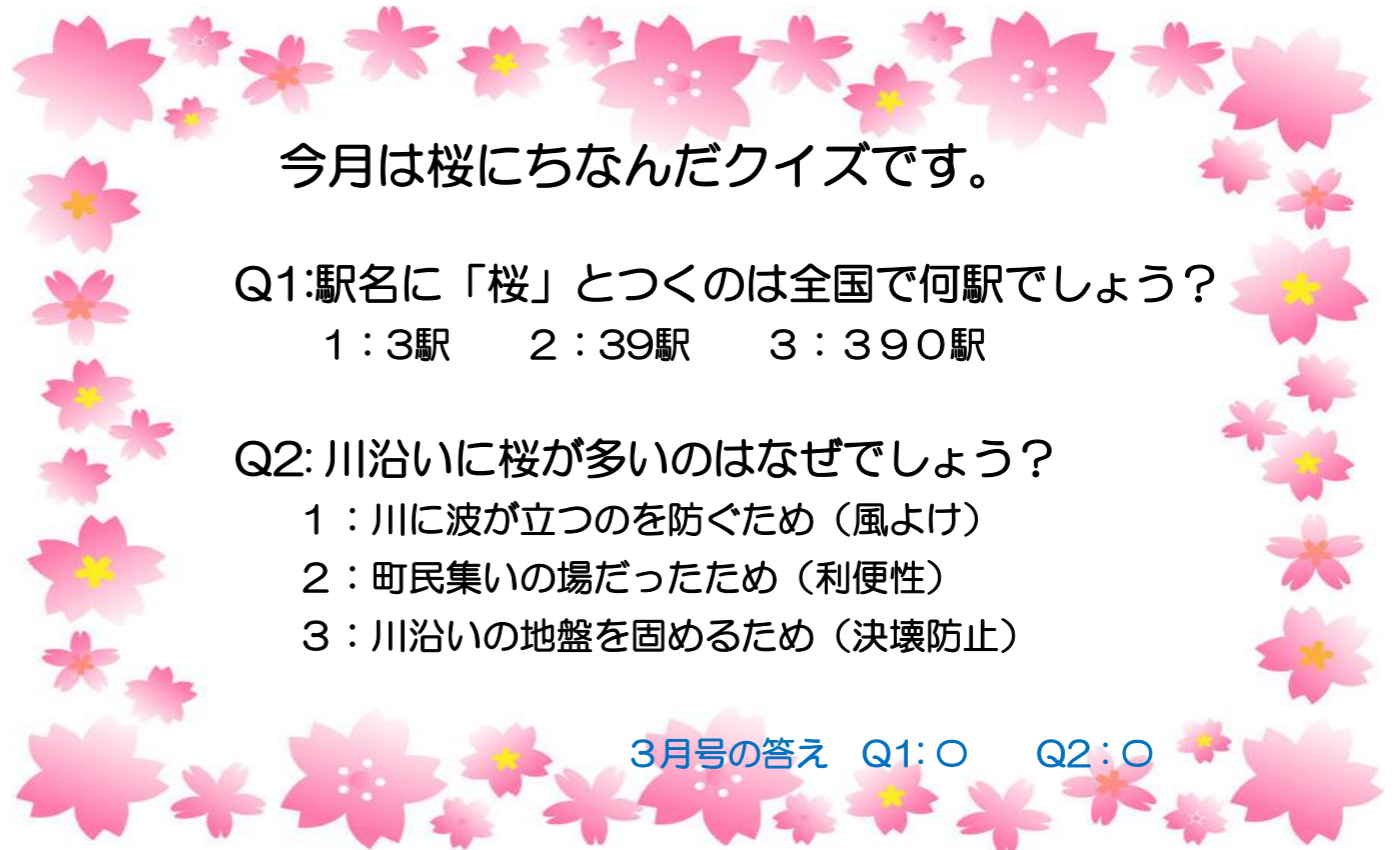 今月は桜にちなんだクイズです。
Q1:駅名に「桜」とつくのは全国で何駅でしょう？
1：3駅　　2：39駅　　3：３９０駅
Q2: 川沿いに桜が多いのはなぜでしょう？
１：川に波が立つのを防ぐため（風よけ）
２：町民集いの場だったため（利便性）
３：川沿いの地盤を固めるため（決壊防止）
３月号の答え　Q1: 〇　　Q2：〇